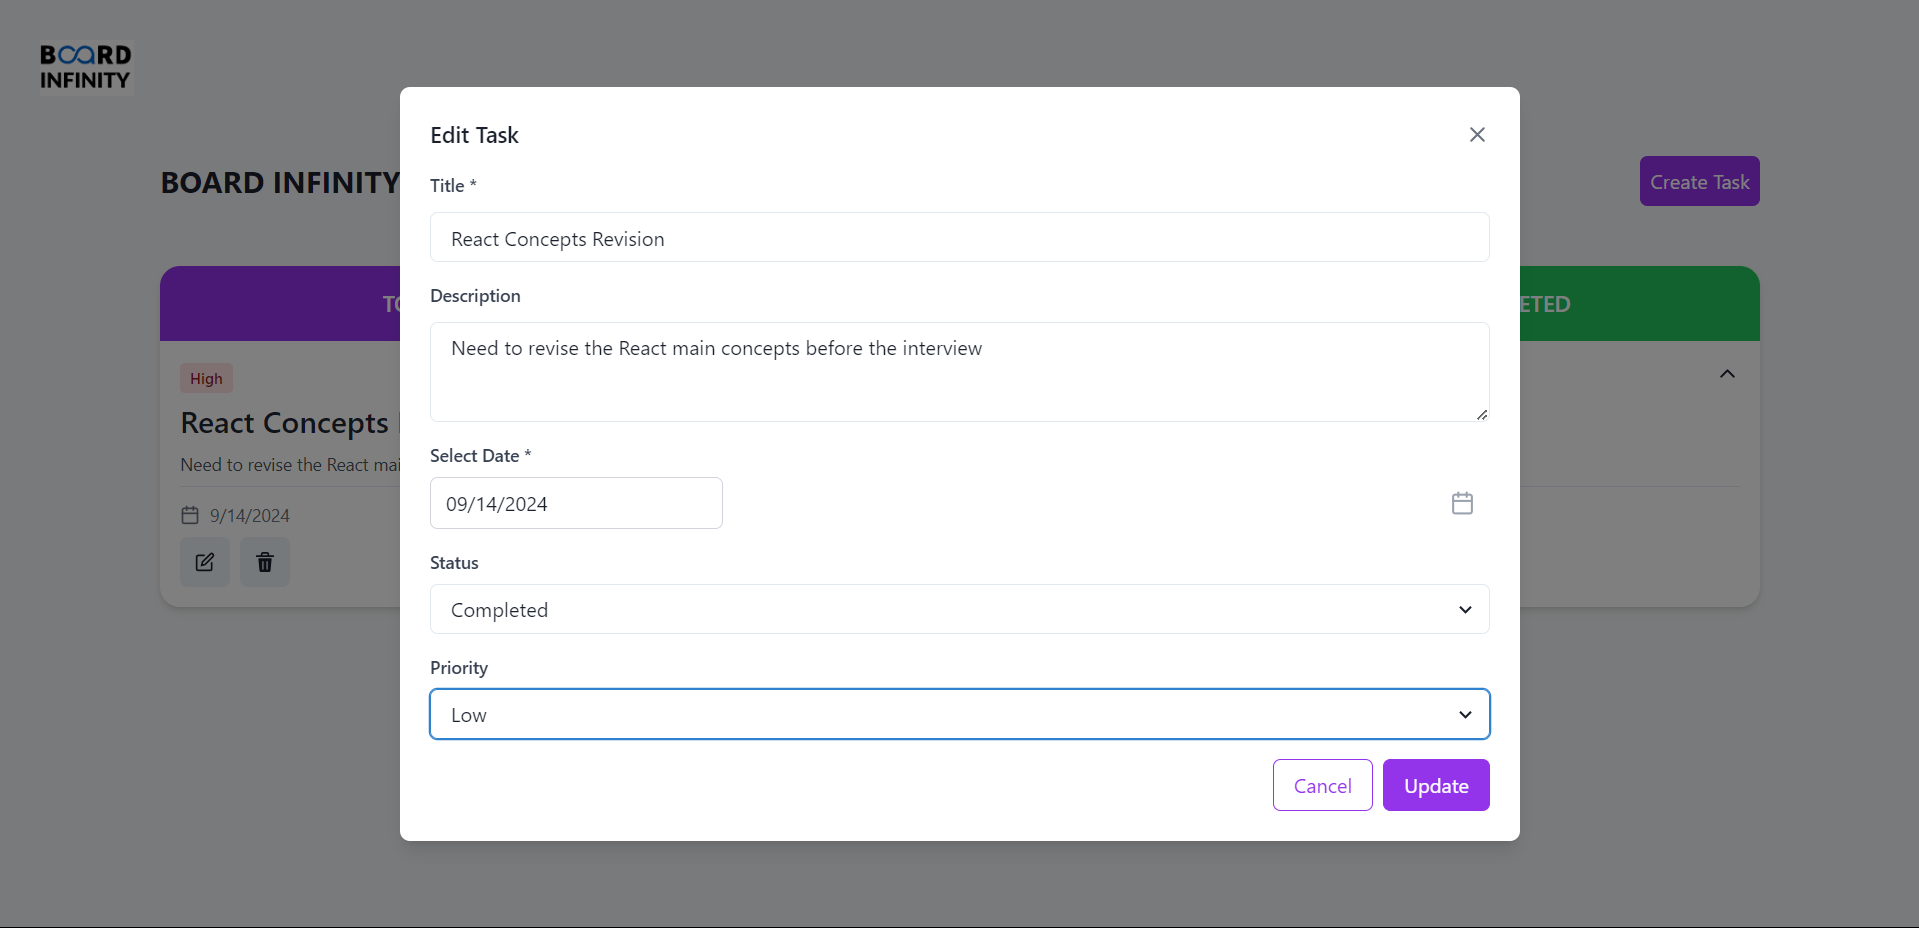 BOARD
INFINITY
Edit Task
BOARD INFINITY
Create Task
Title *
React Concepts Revision
Description
Need to revise the React main concepts before the interview
ETED
High
React Concepts
Need to revise the React mai
Select Date *
09/14/2024
9/14/2024
Status
Completed
Priority
Low
Cancel
Update